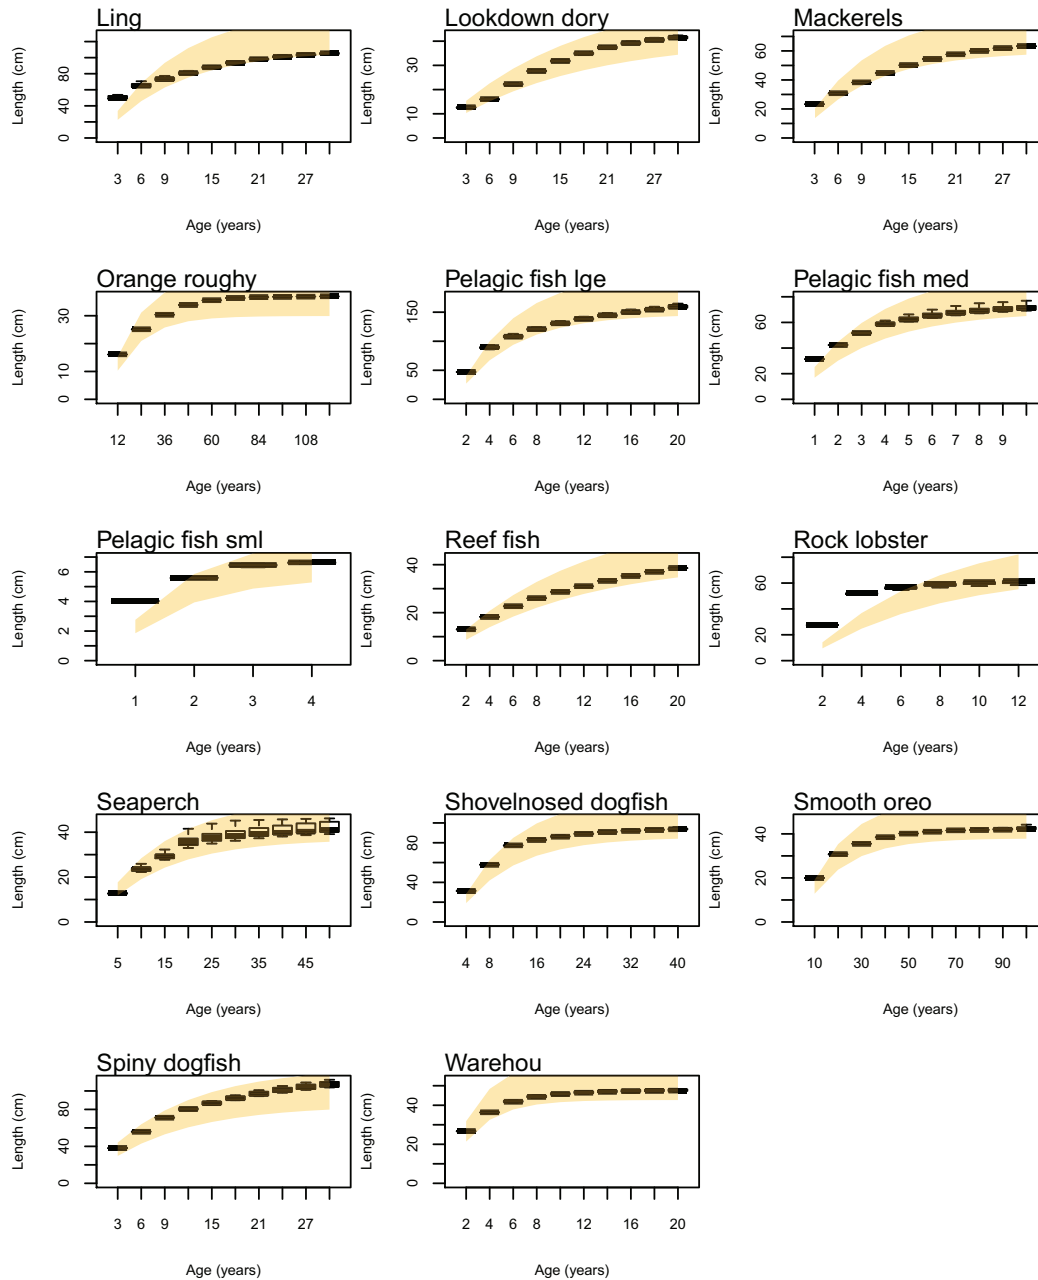 Ling
Length (cm)
0 40 80
3 6 9 15 21 27
Age (years)
Lookdown dory
Length (cm)
0 10 30
3 6 9 15 21 27
Age (years)
Mackerels
Length (cm)
0 20 40 60
3 6 9 15 21 27
Age (years)
Orange roughy
Length (cm)
0 10 30
12 36 60 84 108
Age (years)
Pelagic fish lge
Length (cm)
0 50 150
2 4 6 8 12 16 20
Age (years)
Pelagic fish med
Length (cm)
0 20 60
1 2 3 4 5 6 7 8 9
Age (years)
Pelagic fish sml
Length (cm)
0 2 4 6
1 2 3 4
Age (years)
Reef fish
Length (cm)
0 20 40
2 4 6 8 12 16 20
Age (years)
Rock lobster
Length (cm)
0 20 60
2 4 6 8 10 12
Age (years)
Seaperch
Length (cm)
0 20 40
5 15 25 35 45
Age (years)
Shovelnosed dogfish
Length (cm)
0 40 80
4 8 16 24 32 40
Age (years)
Smooth oreo
Length (cm)
0 20 40
10 30 50 70 90
Age (years)
Spiny dogfish
Length (cm)
0 40 80
3 6 9 15 21 27
Age (years)
Warehou
Length (cm)
0 20 40
2 4 6 8 12 16 20
Age (years)